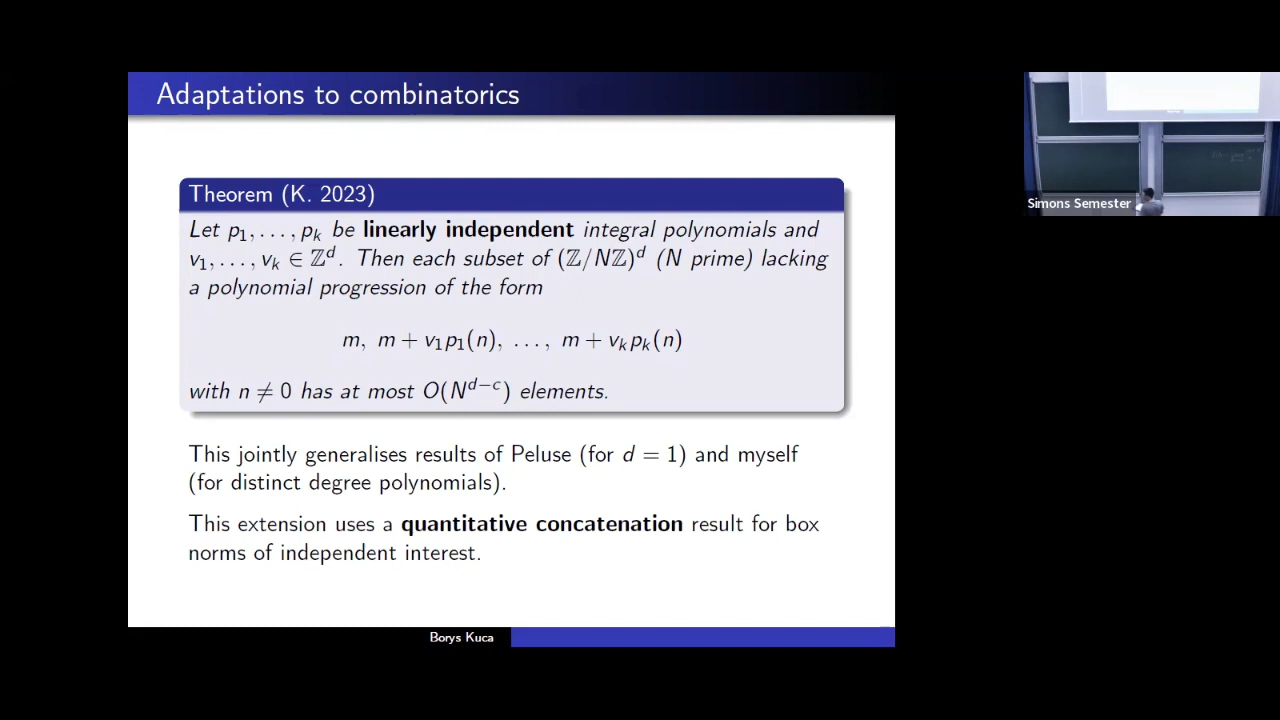 Adaptations to combinatorics
Theorem (K. 2023)
Let p₁, . . . , pₖ be linearly independent integral polynomials and
v₁, . . . , vₖ ∈ ℤᵈ. Then each subset of (ℤ/Nℤ)ᵈ (N prime) lacking
a polynomial progression of the form
m, m + v₁p₁(n), . . . , m + vₖpₖ(n)
with n ≠ 0 has at most O(Nᵈ⁻ᶜ) elements.
This jointly generalises results of Peluse (for d = 1) and myself
(for distinct degree polynomials).
This extension uses a quantitative concatenation result for box
norms of independent interest.
Borys Kuca
Simons Semester